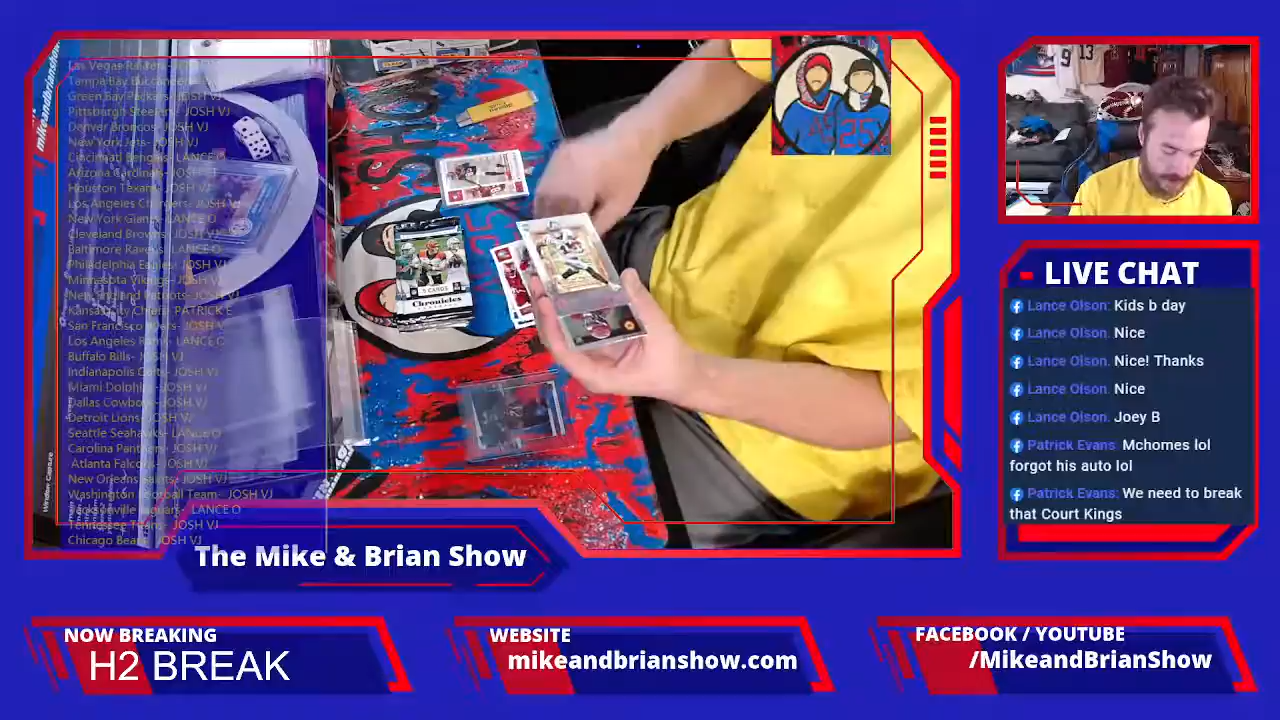 mikeandbrianshow
Las Vegas Raiders-
Tampa Bay Buccaneers-
Green Bay Packers- JOSH VJ
Pittsburgh Steelers- JOSH VJ
Denver Broncos- JOSH VJ
New York Jets- JOSH VJ
Cincinnati Bengals- LANCE O
Arizona Cardinals- JOSH VJ
Houston Texans- JOSH VJ
Los Angeles Chargers- JOSH VJ
New York Giants- LANCE O
Cleveland Browns- JOSH VJ
Baltimore Ravens- LANCE O
Philadelphia Eagles- JOSH VJ
Minnesota Vikings- JOSH VJ
New England Patriots- JOSH VJ
Kansas City Chiefs- PATRICK E
San Francisco 49ers- JOSH VJ
Los Angeles Rams- LANCE O
Buffalo Bills- JOSH VJ
Indianapolis Colts- JOSH VJ
Miami Dolphins- JOSH VJ
Dallas Cowboys- JOSH VJ
Detroit Lions- JOSH VJ
Seattle Seahawks- LANCE O
Carolina Panthers- JOSH VJ
Atlanta Falcons- JOSH VJ
New Orleans Saints- JOSH VJ
Washington Football Team- JOSH VJ
Jacksonville Jaguars- LANCE O
Tennessee Titans- JOSH VJ
Chicago Bears- JOSH VJ
Window Capture
5 CARDS
Chronicles
25
9 13
LIVE CHAT
Lance Olson: Kids b day
Lance Olson: Nice
Lance Olson: Nice! Thanks
Lance Olson: Nice
Lance Olson: Joey B
Patrick Evans: Mchomes lol
forgot his auto lol
Patrick Evans: We need to break
that Court Kings
The Mike & Brian Show
NOW BREAKING
H2 BREAK
WEBSITE
mikeandbrianshow.com
FACEBOOK / YOUTUBE
/MikeandBrianShow